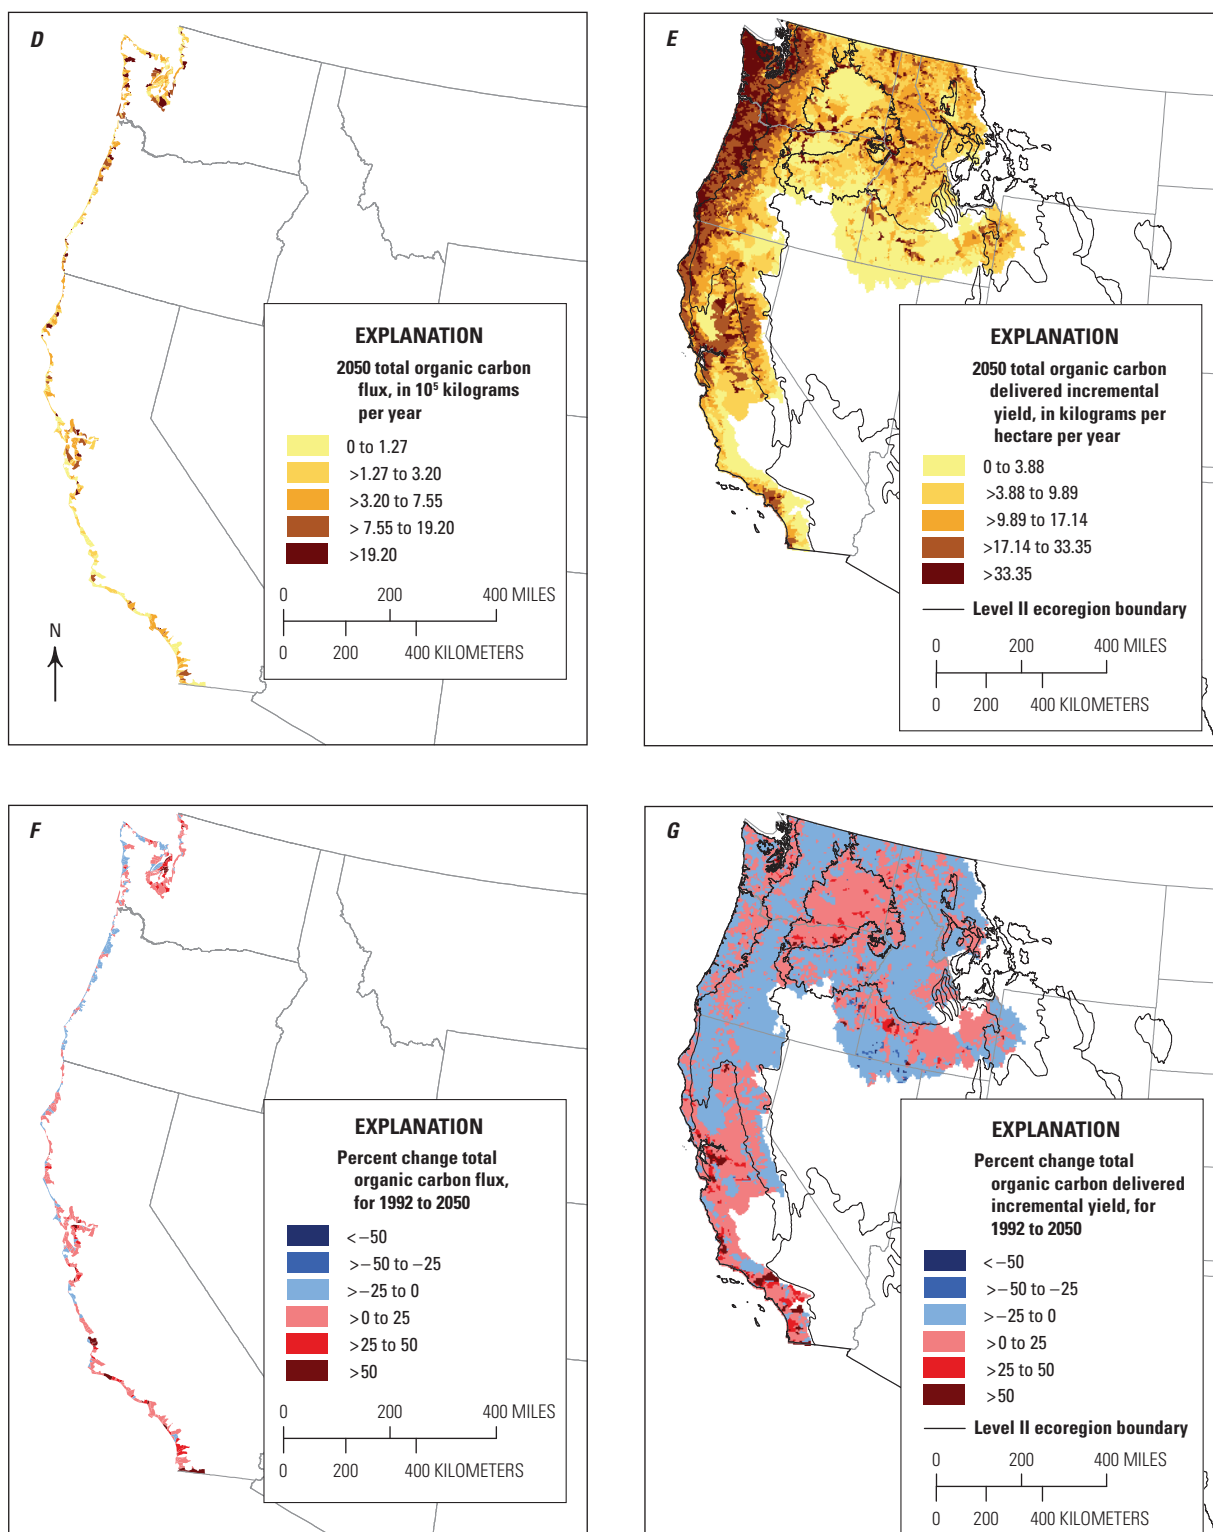 D
EXPLANATION
2050 total organic carbon
flux, in 10⁵ kilograms
per year
0 to 1.27
>1.27 to 3.20
>3.20 to 7.55
> 7.55 to 19.20
>19.20
0 200 400 MILES
0 200 400 KILOMETERS
N
E
EXPLANATION
2050 total organic carbon
delivered incremental
yield, in kilograms per
hectare per year
0 to 3.88
>3.88 to 9.89
>9.89 to 17.14
>17.14 to 33.35
>33.35
Level II ecoregion boundary
0 200 400 MILES
0 200 400 KILOMETERS
F
EXPLANATION
Percent change total
organic carbon flux,
for 1992 to 2050
<−50
>−50 to −25
>−25 to 0
>0 to 25
>25 to 50
>50
0 200 400 MILES
0 200 400 KILOMETERS
G
EXPLANATION
Percent change total
organic carbon delivered
incremental yield, for
1992 to 2050
<−50
>−50 to −25
>−25 to 0
>0 to 25
>25 to 50
>50
Level II ecoregion boundary
0 200 400 MILES
0 200 400 KILOMETERS